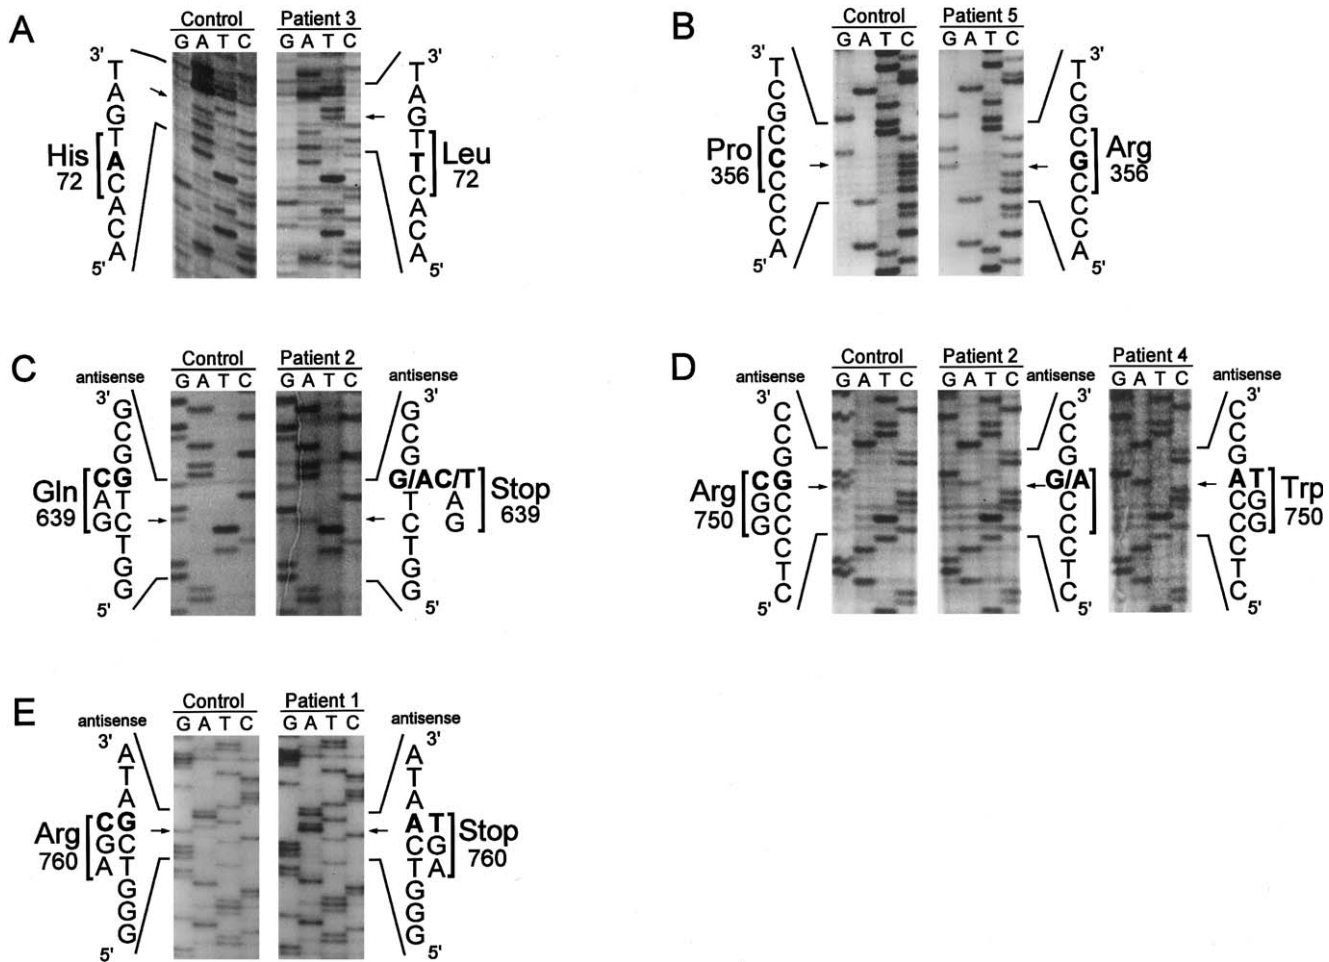 A
Control
Patient 3
G A T C
G A T C
3'
T
A
G
T
A
C
A
C
A
5'
His
72
3'
T
A
G
T
T
C
A
C
A
5'
Leu
72
B
Control
Patient 5
G A T C
G A T C
3'
T
C
G
C
C
C
C
C
A
5'
Pro
356
3'
T
C
G
C
G
C
C
C
A
5'
Arg
356
C
Control
Patient 2
antisense
G A T C
G A T C
antisense
3'
G
C
G
C G
A T
G C
T
G
G
5'
Gln
639
3'
G
C
G
G/A C/T
T A
C G
T
G
G
5'
Stop
639
D
Control
Patient 2
Patient 4
antisense
G A T C
G A T C
antisense
G A T C
antisense
3'
C
C
G
C G
G C
G C
C
T
C
5'
Arg
750
3'
C
C
G
G/A
C
C
C
T
C
5'
3'
C
C
G
A T
C G
C G
C
T
C
5'
Trp
750
E
Control
Patient 1
antisense
G A T C
G A T C
antisense
3'
A
T
A
C G
G C
A T
G
G
G
5'
Arg
760
3'
A
T
A
A T
C G
T A
G
G
G
5'
Stop
760